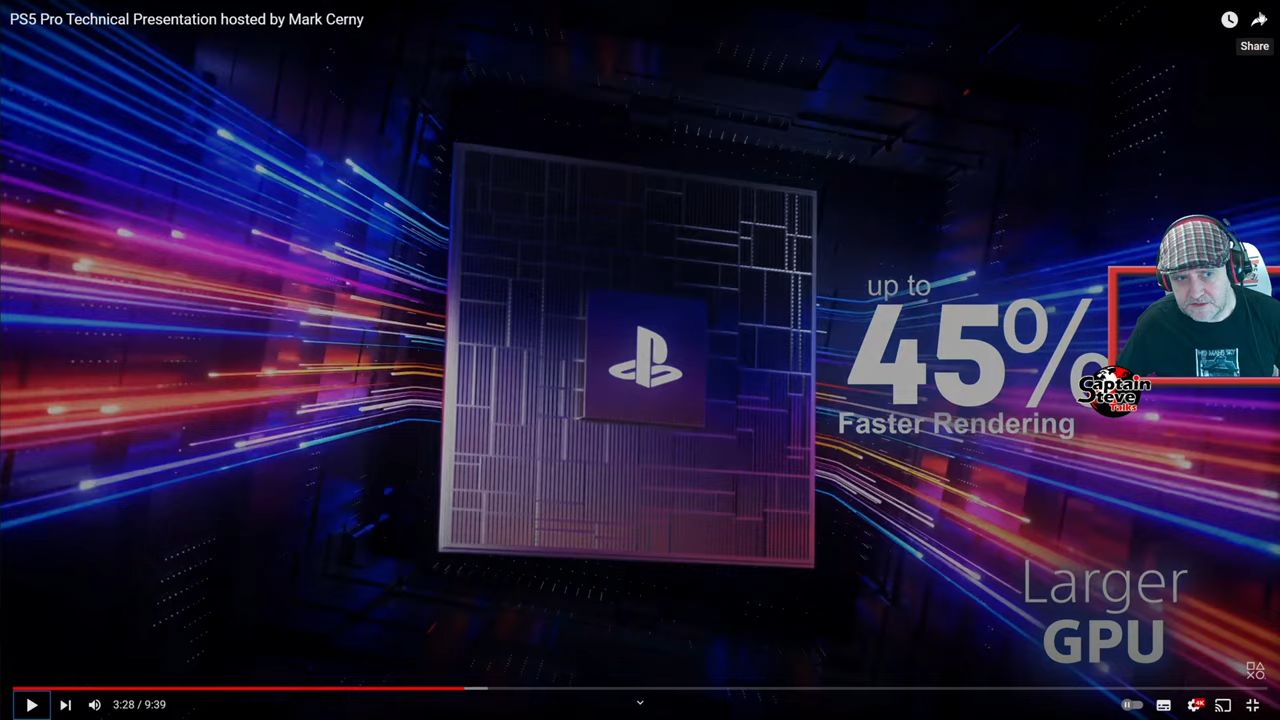 PS5 Pro Technical Presentation hosted by Mark Cerny
Share
up to
45%
Faster Rendering
Captain
Steve
Talks
Larger
GPU
3:28 / 9:39
4K